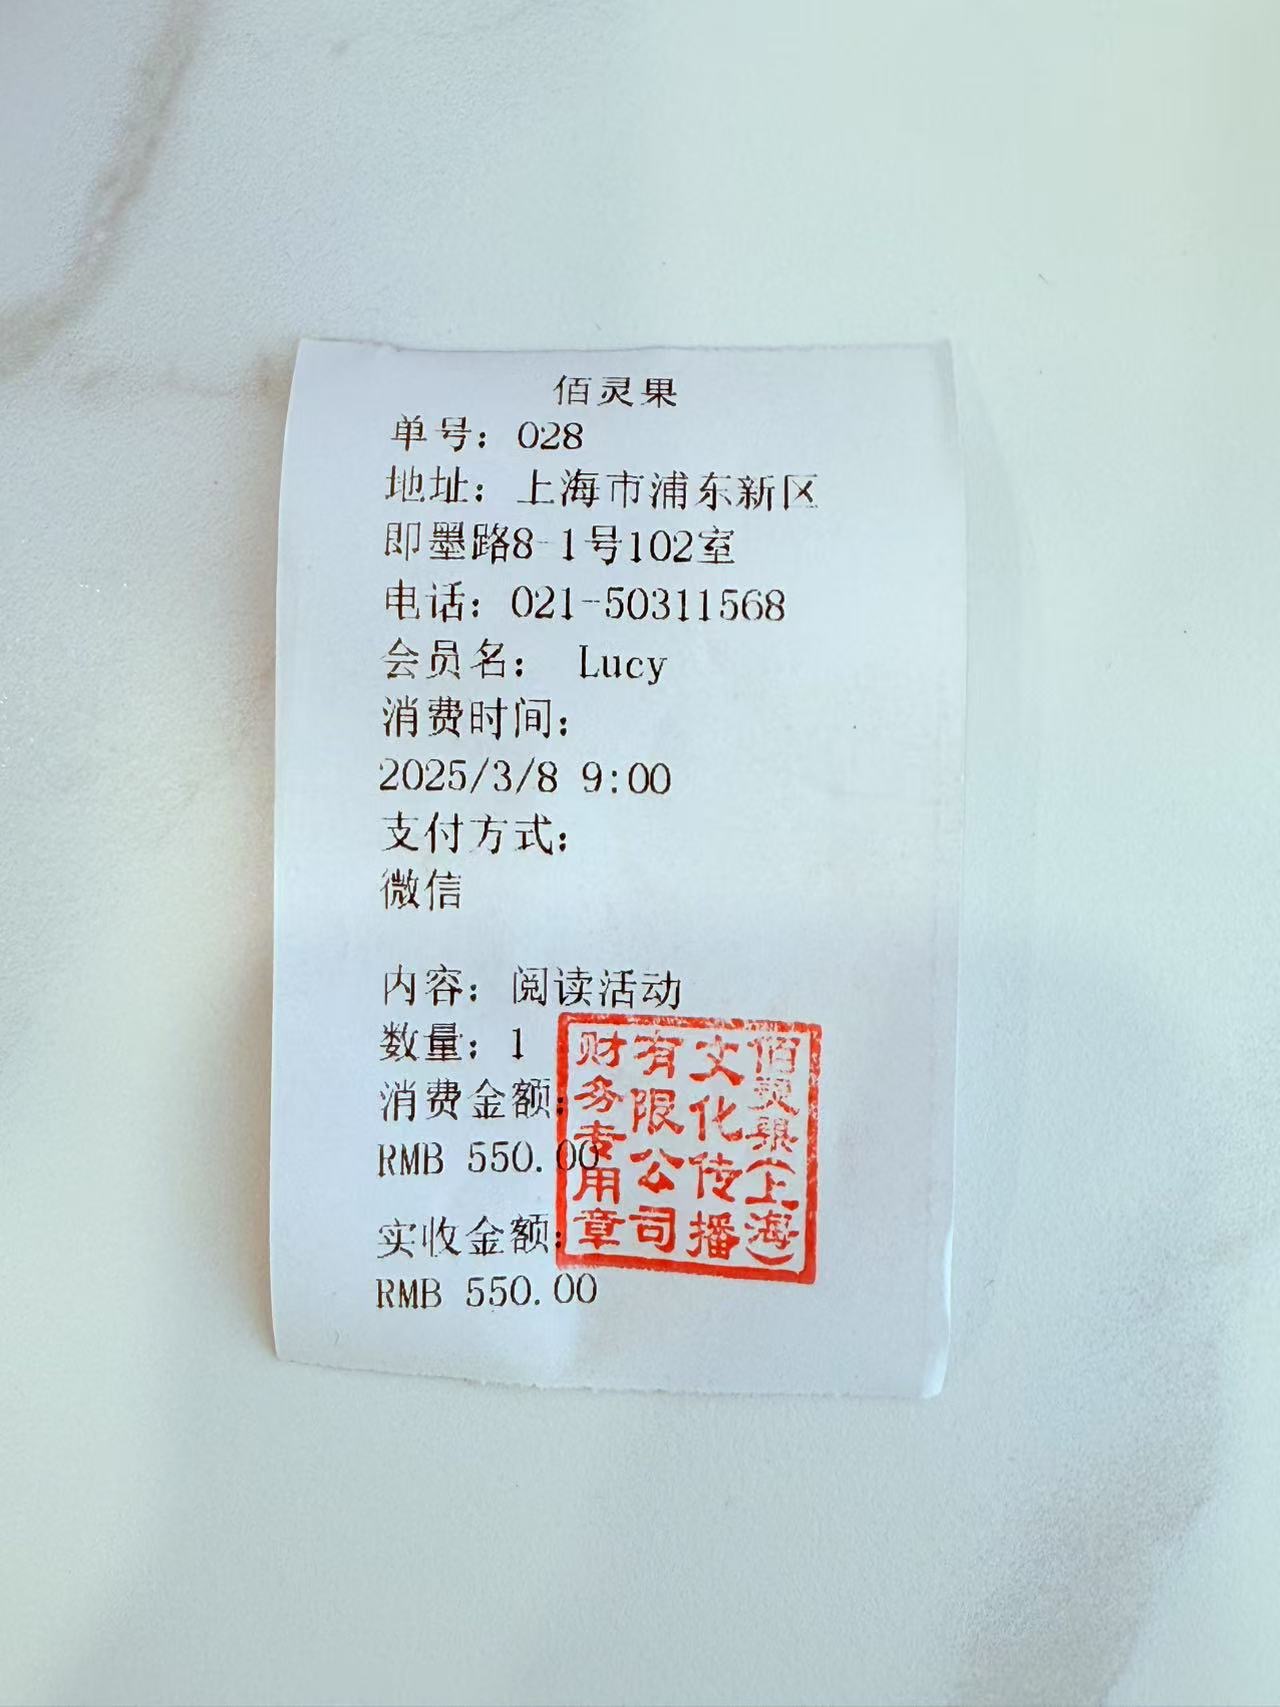 佰灵果
单号：028
地址：上海市浦东新区
即墨路8-1号102室
电话：021-50311568
会员名： Lucy
消费时间：
2025/3/8 9:00
支付方式：
微信
内容：阅读活动
数量：1
消费金额：
RMB 550.00
实收金额：
RMB 550.00
佰灵果(上海)
文化传播
有限公司
财务专用章